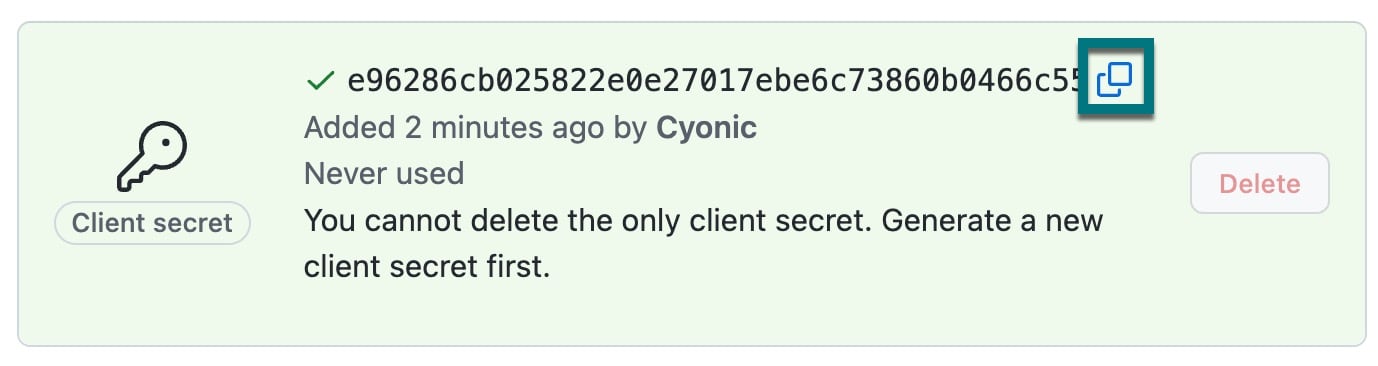 e96286cb025822e0e27017ebe6c73860b0466c55
Added 2 minutes ago by Cyonic
Never used
Client secret
Delete
You cannot delete the only client secret. Generate a new
client secret first.